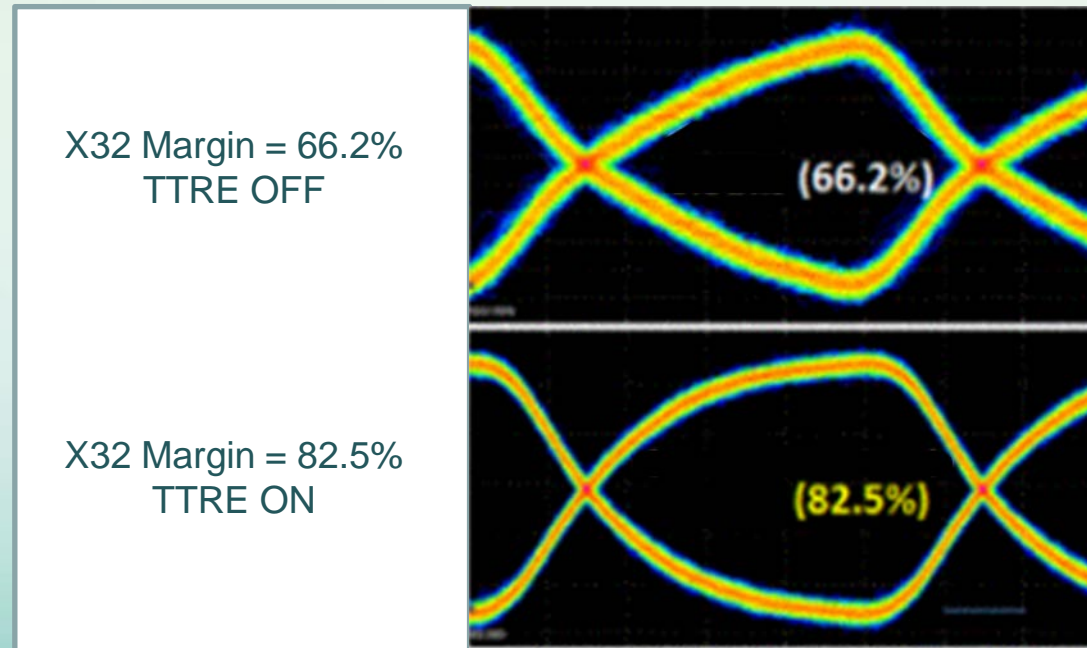 X32 Margin = 66.2%
TTRE OFF
(66.2%)
X32 Margin = 82.5%
TTRE ON
(82.5%)